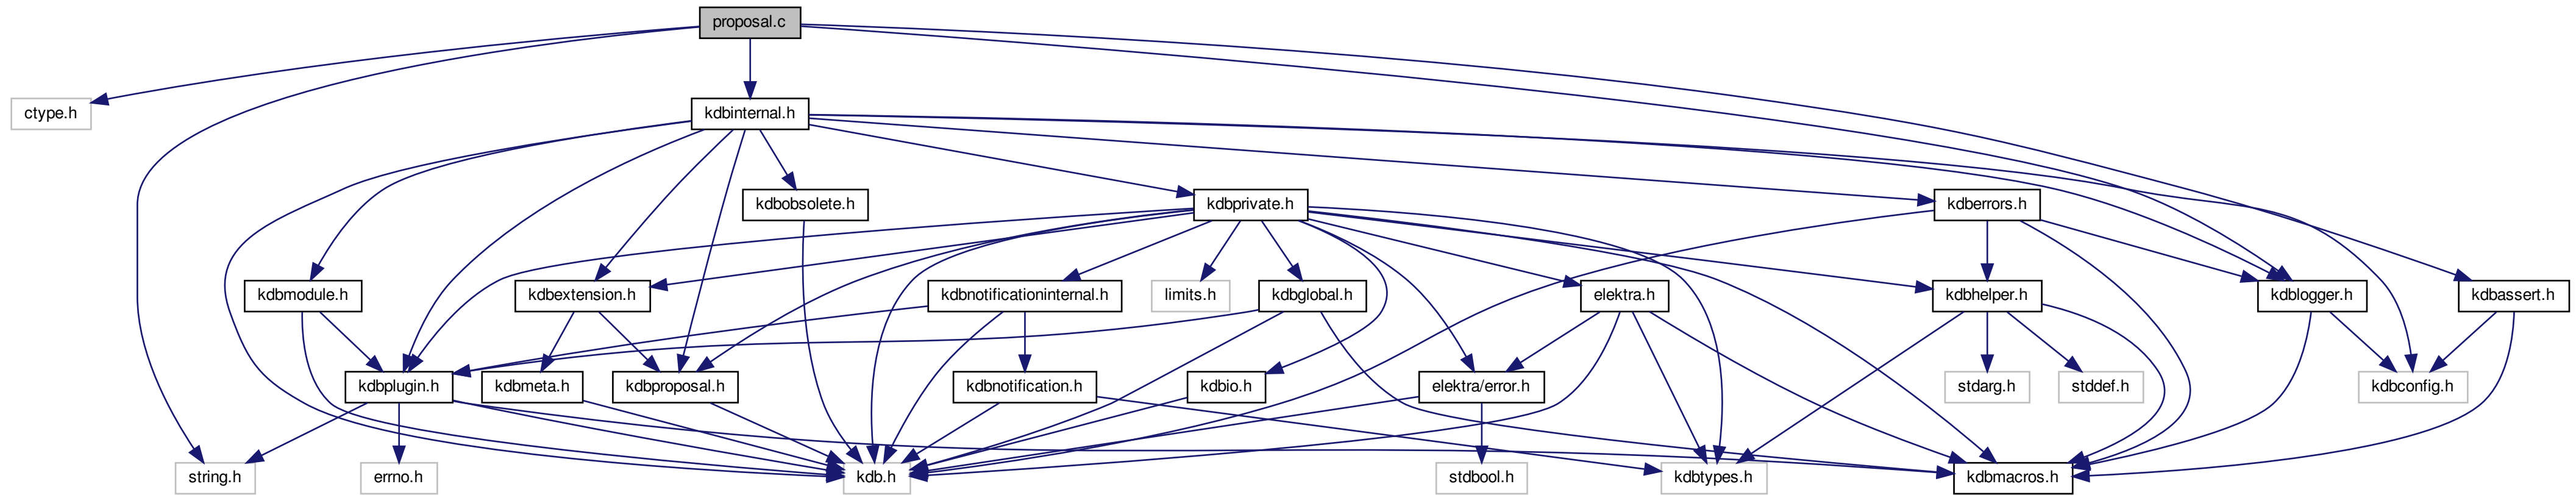 proposal.c
ctype.h
kdbinternal.h
kdbobsolete.h
kdbprivate.h
kdberrors.h
kdbmodule.h
kdbextension.h
kdbnotificationinternal.h
limits.h
kdbglobal.h
elektra.h
kdbhelper.h
kdblogger.h
kdbassert.h
kdbplugin.h
kdbmeta.h
kdbproposal.h
kdbnotification.h
kdbio.h
elektra/error.h
stdarg.h
stddef.h
kdbconfig.h
string.h
errno.h
kdb.h
stdbool.h
kdbtypes.h
kdbmacros.h